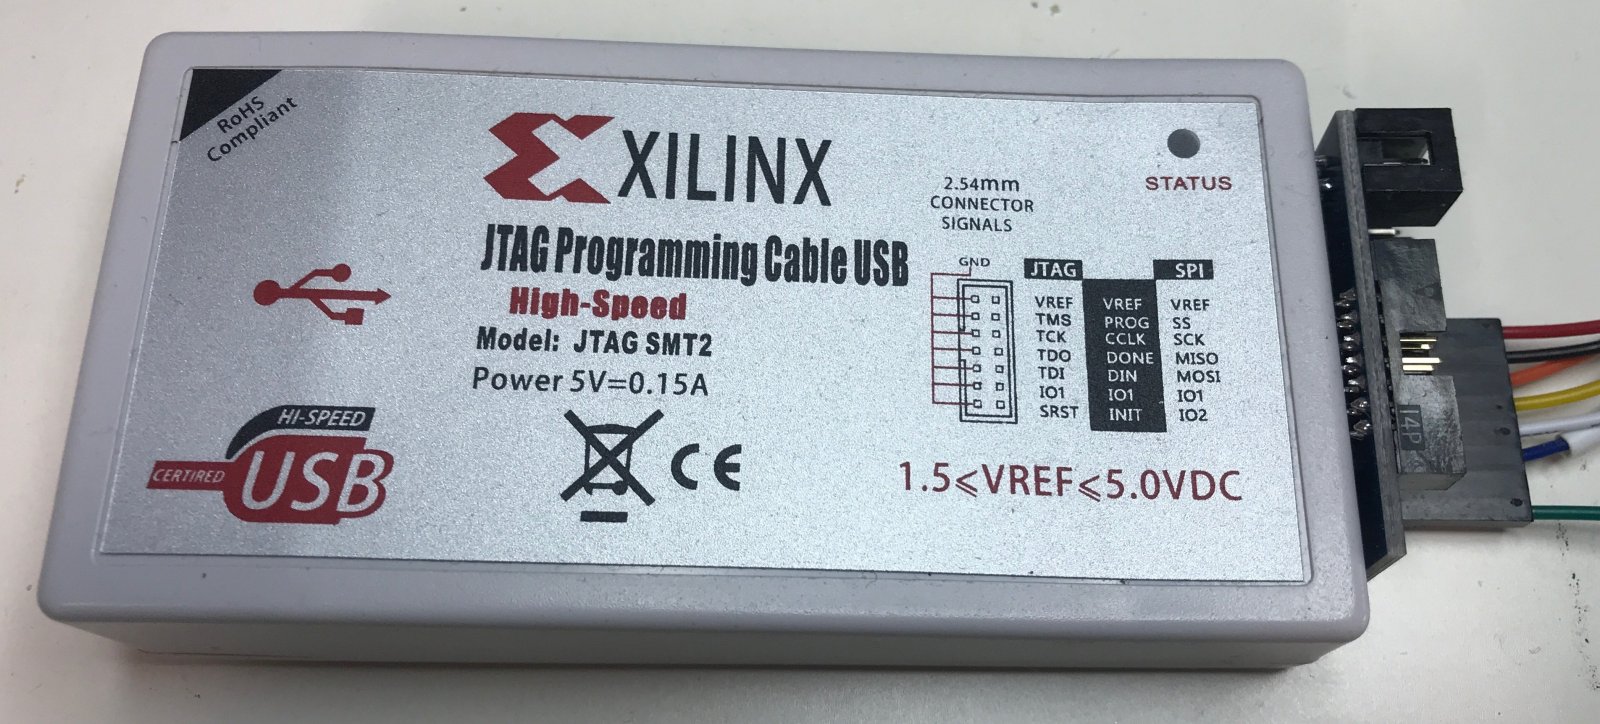 RoHS
Compliant
XILINX
JTAG Programming Cable USB
High-Speed
Model: JTAG SMT2
Power 5V=0.15A
HI-SPEED
CERTIRED
USB
CE
2.54mm
CONNECTOR
SIGNALS
STATUS
GND
JTAG SPI
VREF VREF VREF
TMS PROG SS
TCK CCLK SCK
TDO DONE MISO
TDI DIN MOSI
IO1 IO1 IO1
SRST INIT IO2
1.5⩽VREF⩽5.0VDC
14P